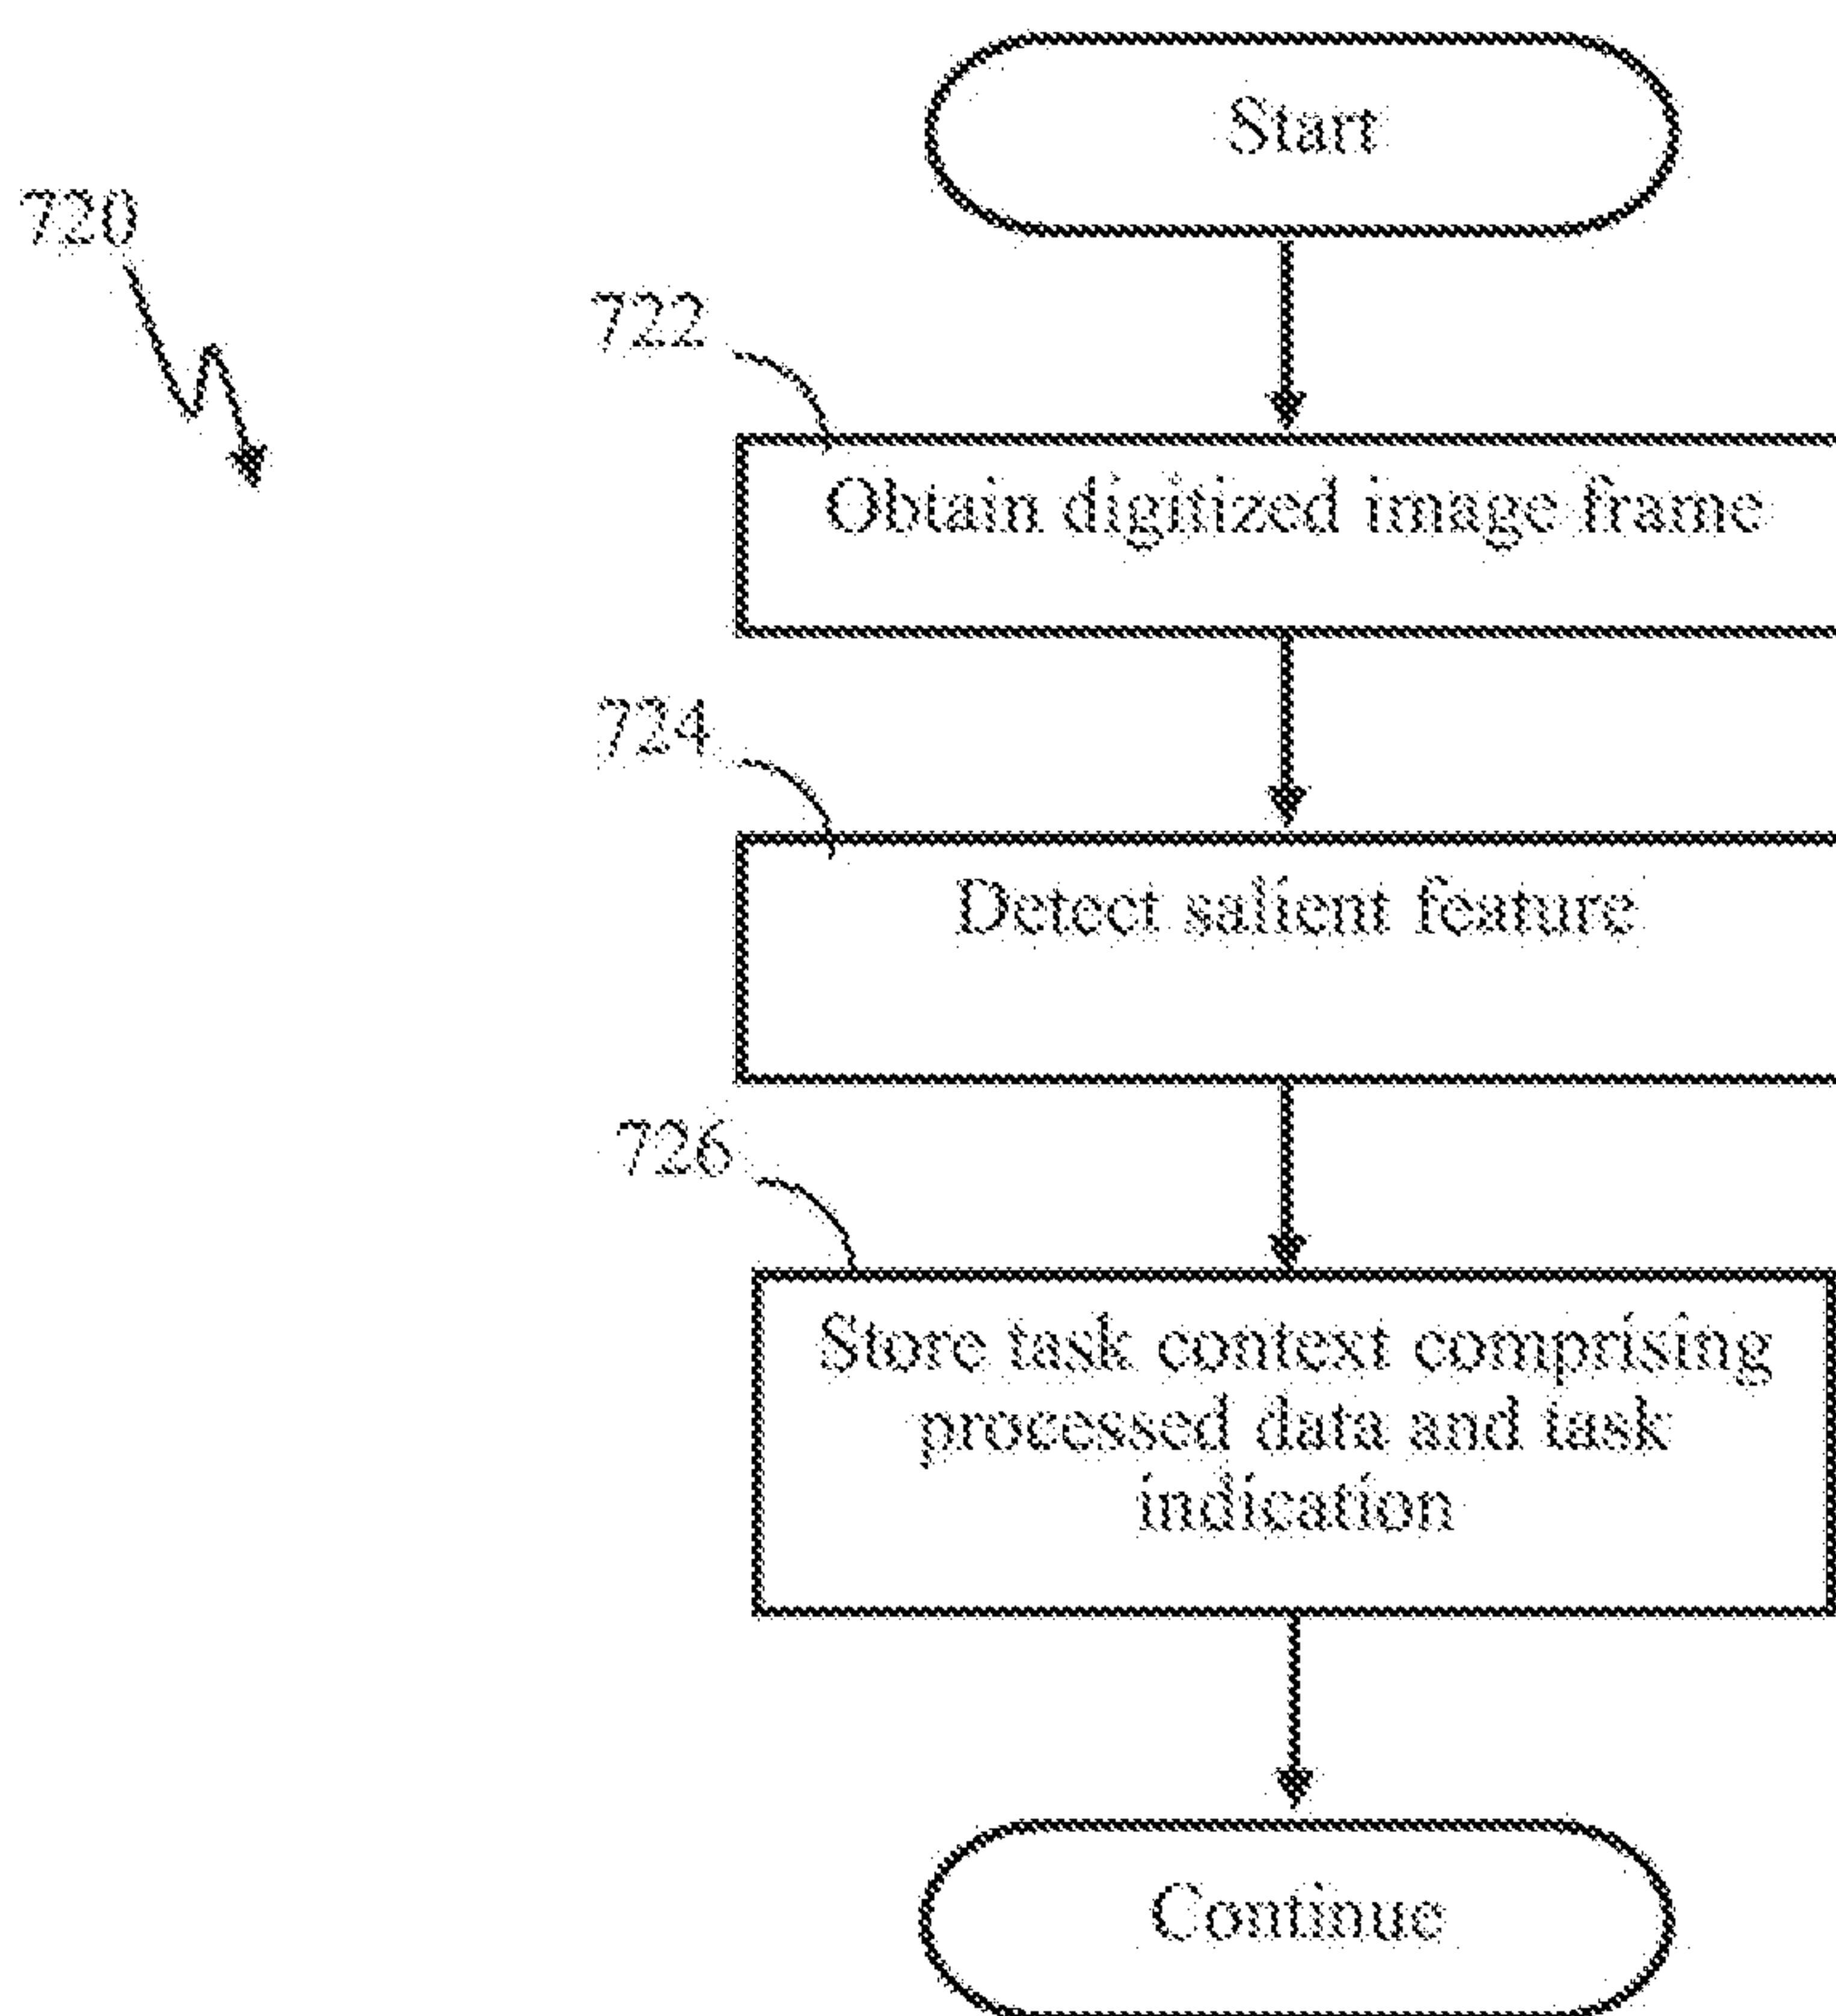 Start
720
722
Obtain digitized image frame
724
Detect salient feature
726
Store task context comprising
processed data and task
indication
Continue